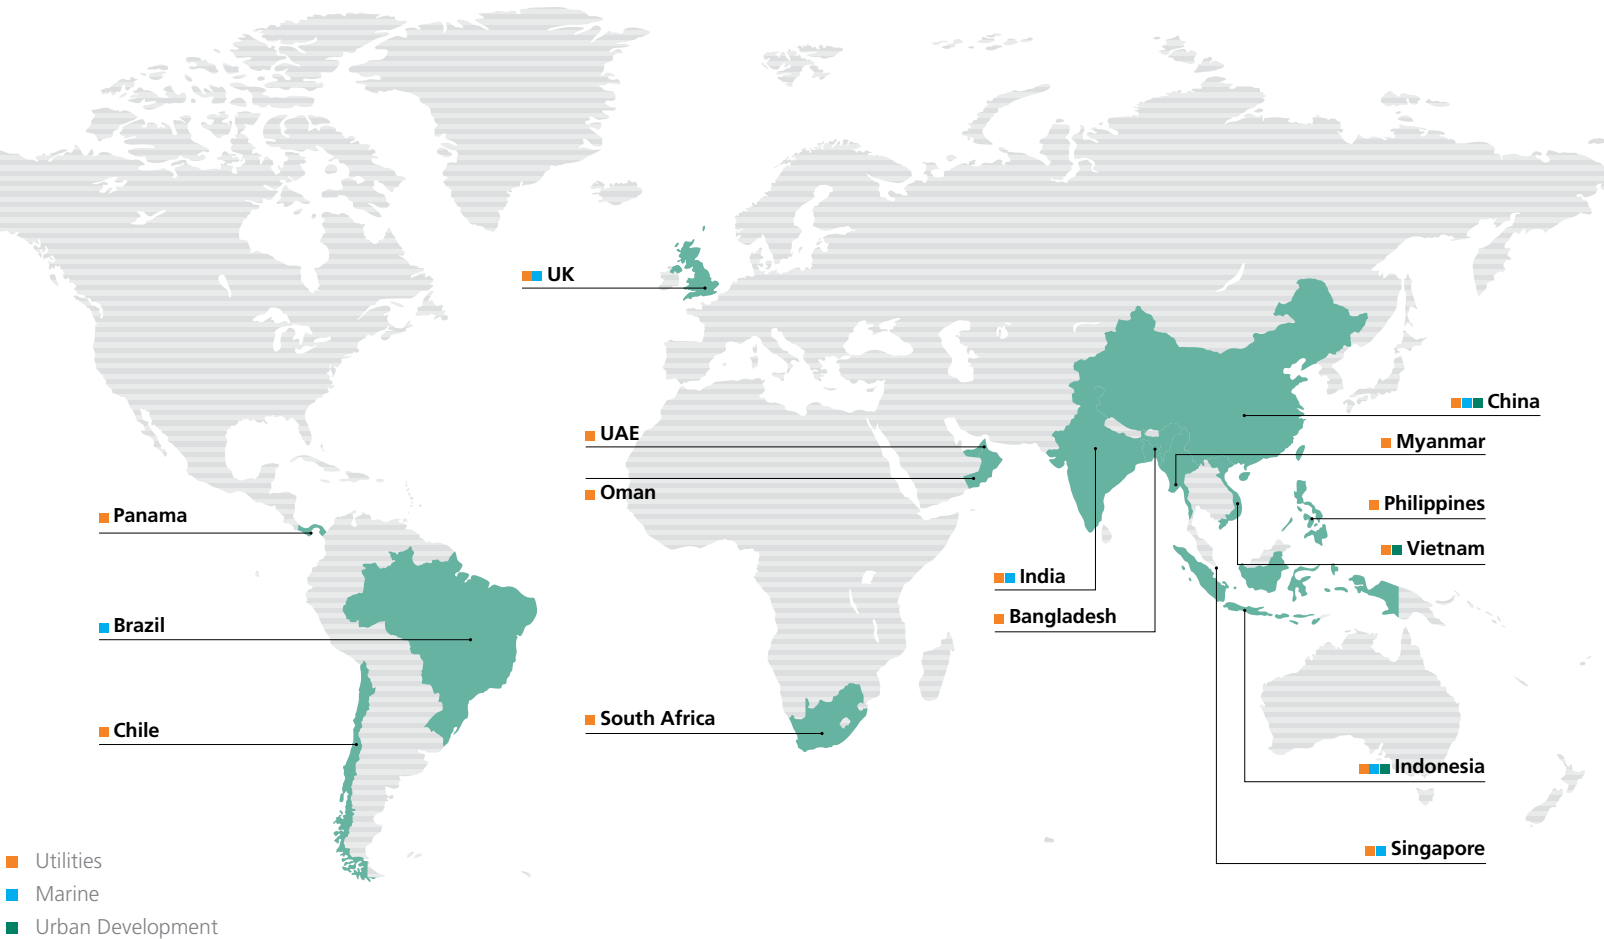 UK
China
UAE
Myanmar
Oman
Philippines
Panama
Vietnam
India
Bangladesh
Brazil
South Africa
Chile
Indonesia
Singapore
Utilities
Marine
Urban Development